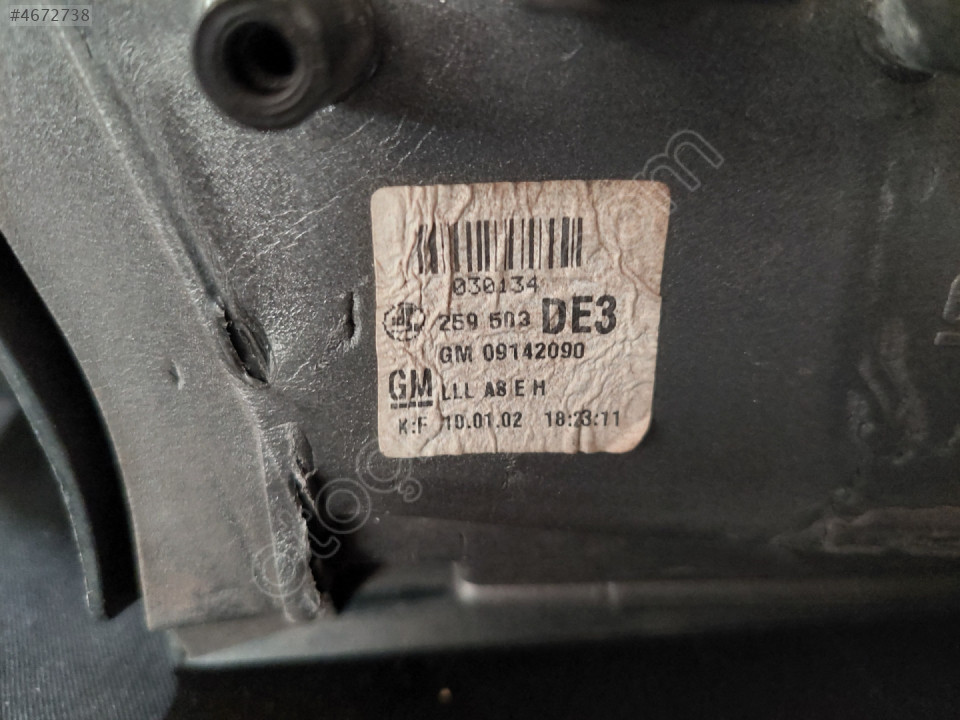 #4672738
030134
259 503 DE3
GM 09142090
GM LLL A8 E H
K:F 10.01.02 18:23:11